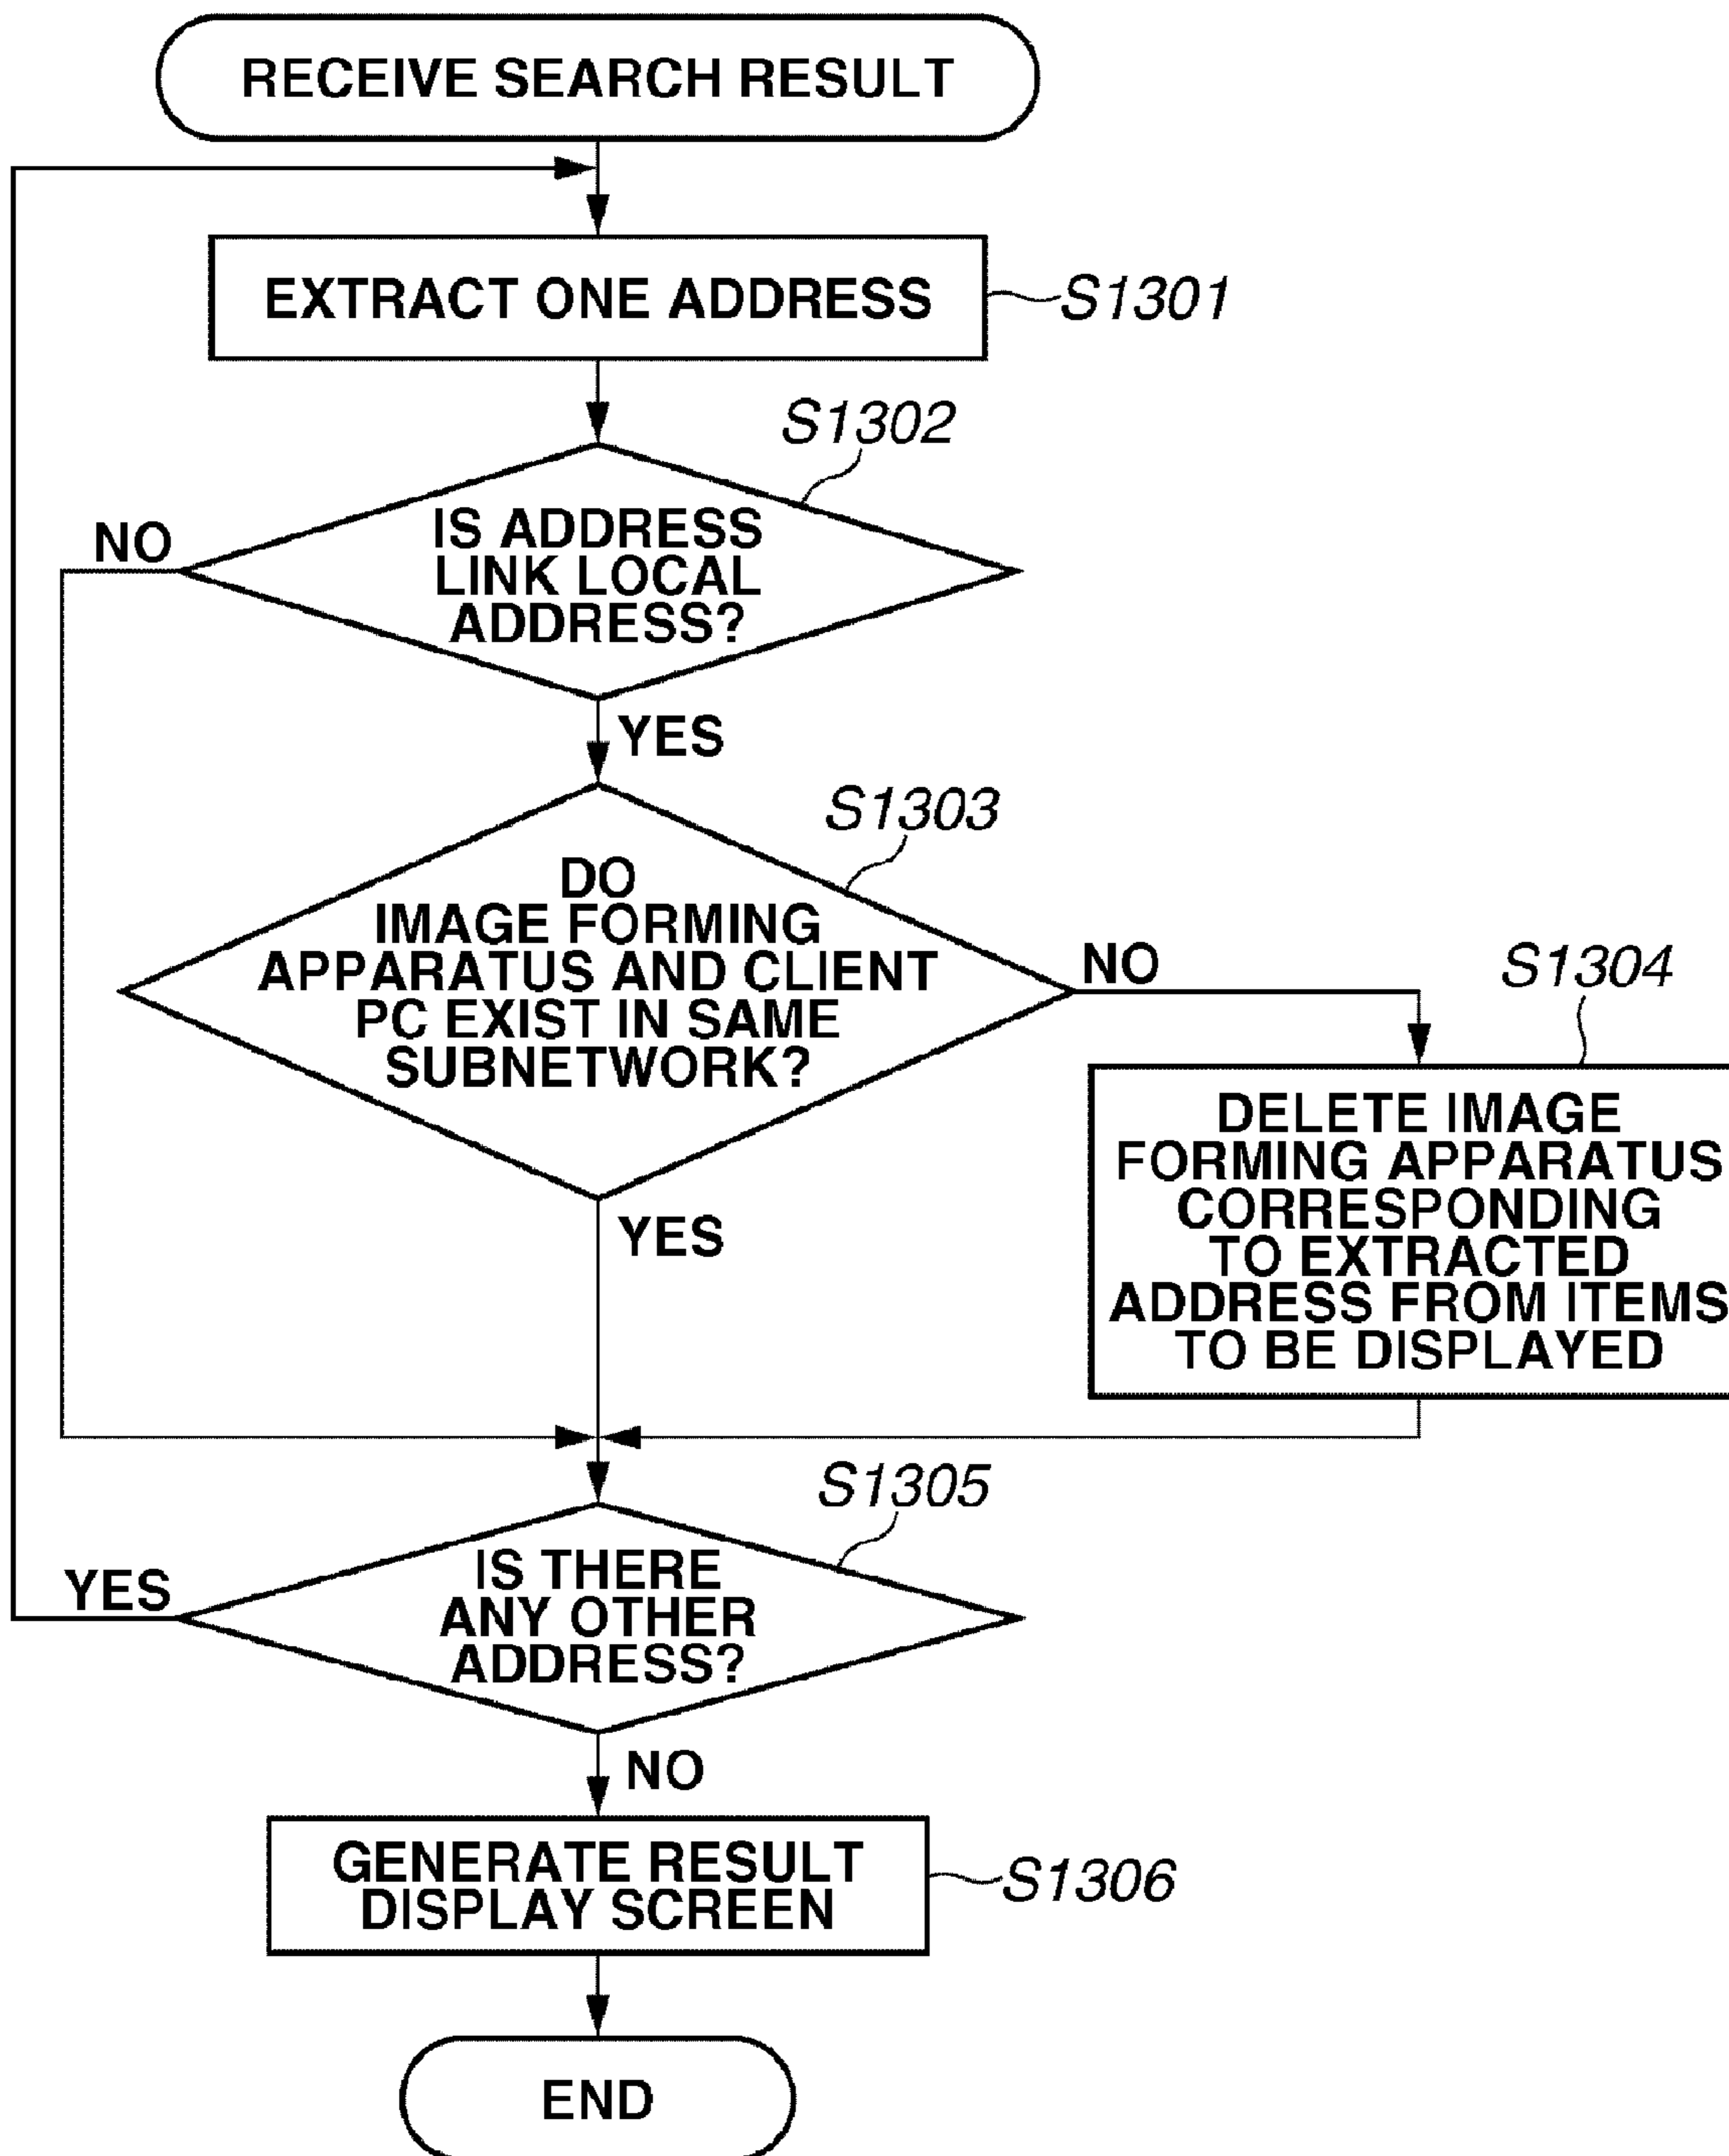 RECEIVE SEARCH RESULT
EXTRACT ONE ADDRESS
S1301
S1302
IS ADDRESS
LINK LOCAL
ADDRESS?
NO
YES
S1303
DO
IMAGE FORMING
APPARATUS AND CLIENT
PC EXIST IN SAME
SUBNETWORK?
NO
YES
S1304
DELETE IMAGE
FORMING APPARATUS
CORRESPONDING
TO EXTRACTED
ADDRESS FROM ITEMS
TO BE DISPLAYED
S1305
IS THERE
ANY OTHER
ADDRESS?
YES
NO
GENERATE RESULT
DISPLAY SCREEN
S1306
END